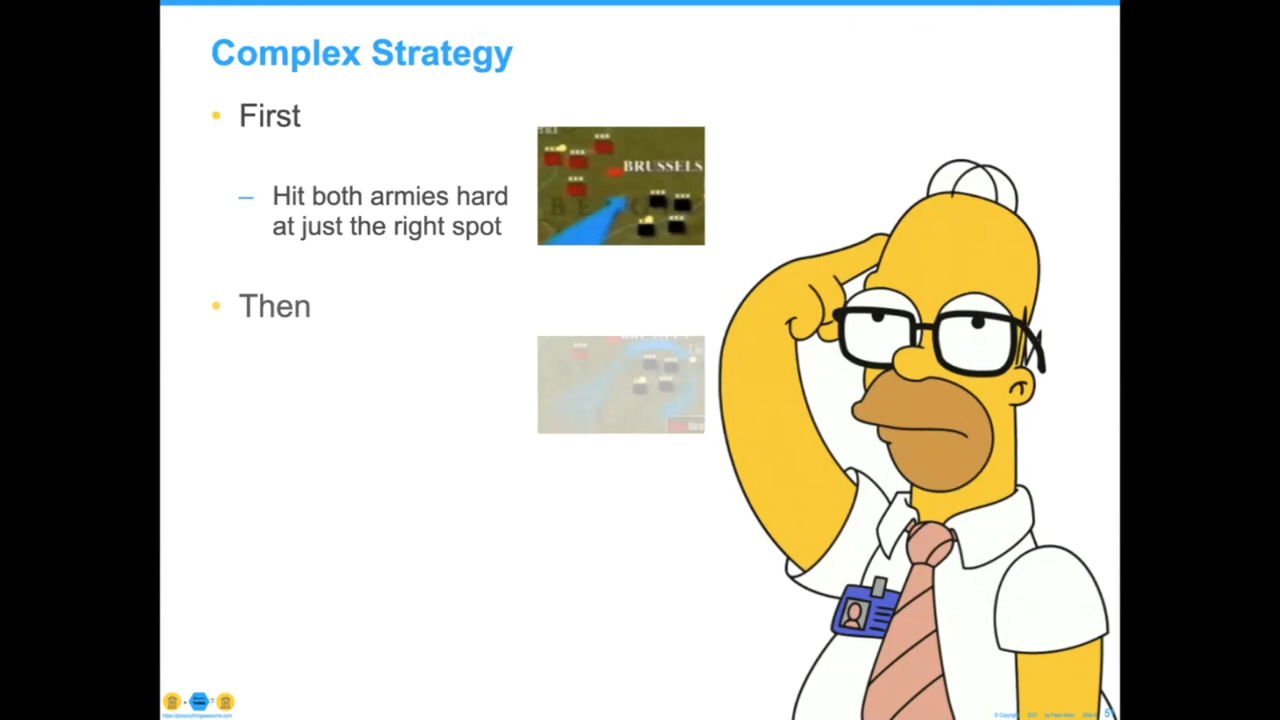 Complex Strategy
• First
BRUSSELS
– Hit both armies hard
at just the right spot
• Then